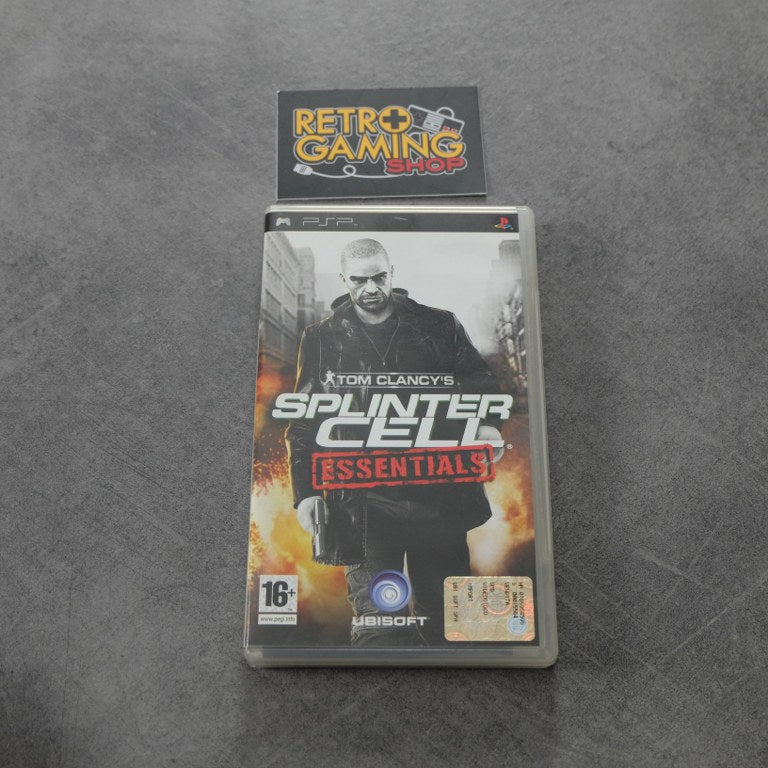 RETRO
GAMING
SHOP
PSP
TOM CLANCY'S
SPLINTER
CELL®
ESSENTIALS
16+
www.pegi.info
UBISOFT